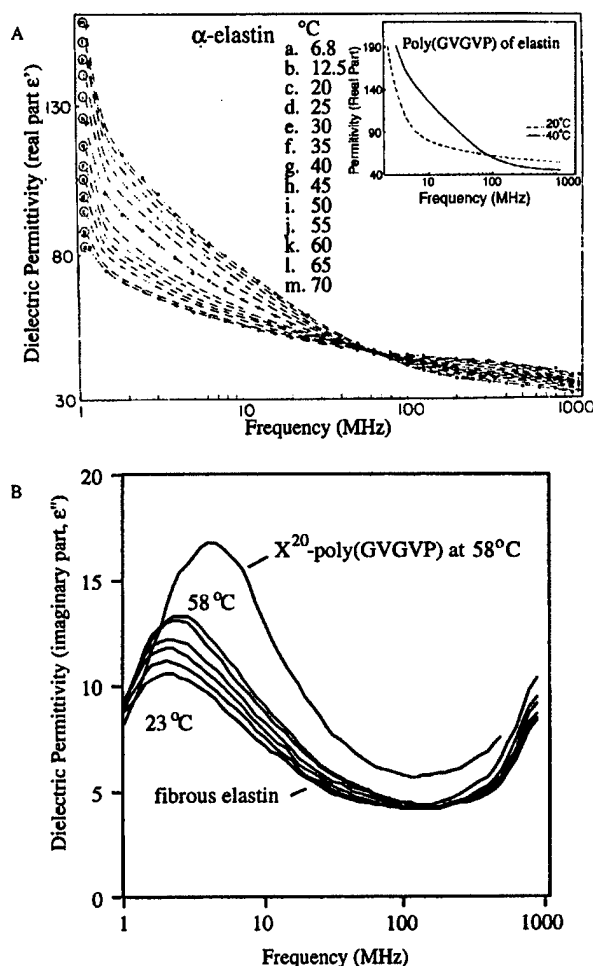 A
α-elastin
°C
a. 6.8
b. 12.5
c. 20
d. 25
e. 30
f. 35
g. 40
h. 45
i. 50
j. 55
k. 60
l. 65
m. 70
Dielectric Permittivity (real part ε')
130
80
30
1
10
100
1000
Frequency (MHz)
Poly(GVGVP) of elastin
Permitivity (Real Part)
190
140
90
40
20°C
40°C
10
100
1000
Frequency (MHz)
B
Dielectric Permittivity (imaginary part, ε")
20
15
10
5
0
X²⁰-poly(GVGVP) at 58°C
58 °C
23 °C
fibrous elastin
1
10
100
1000
Frequency (MHz)